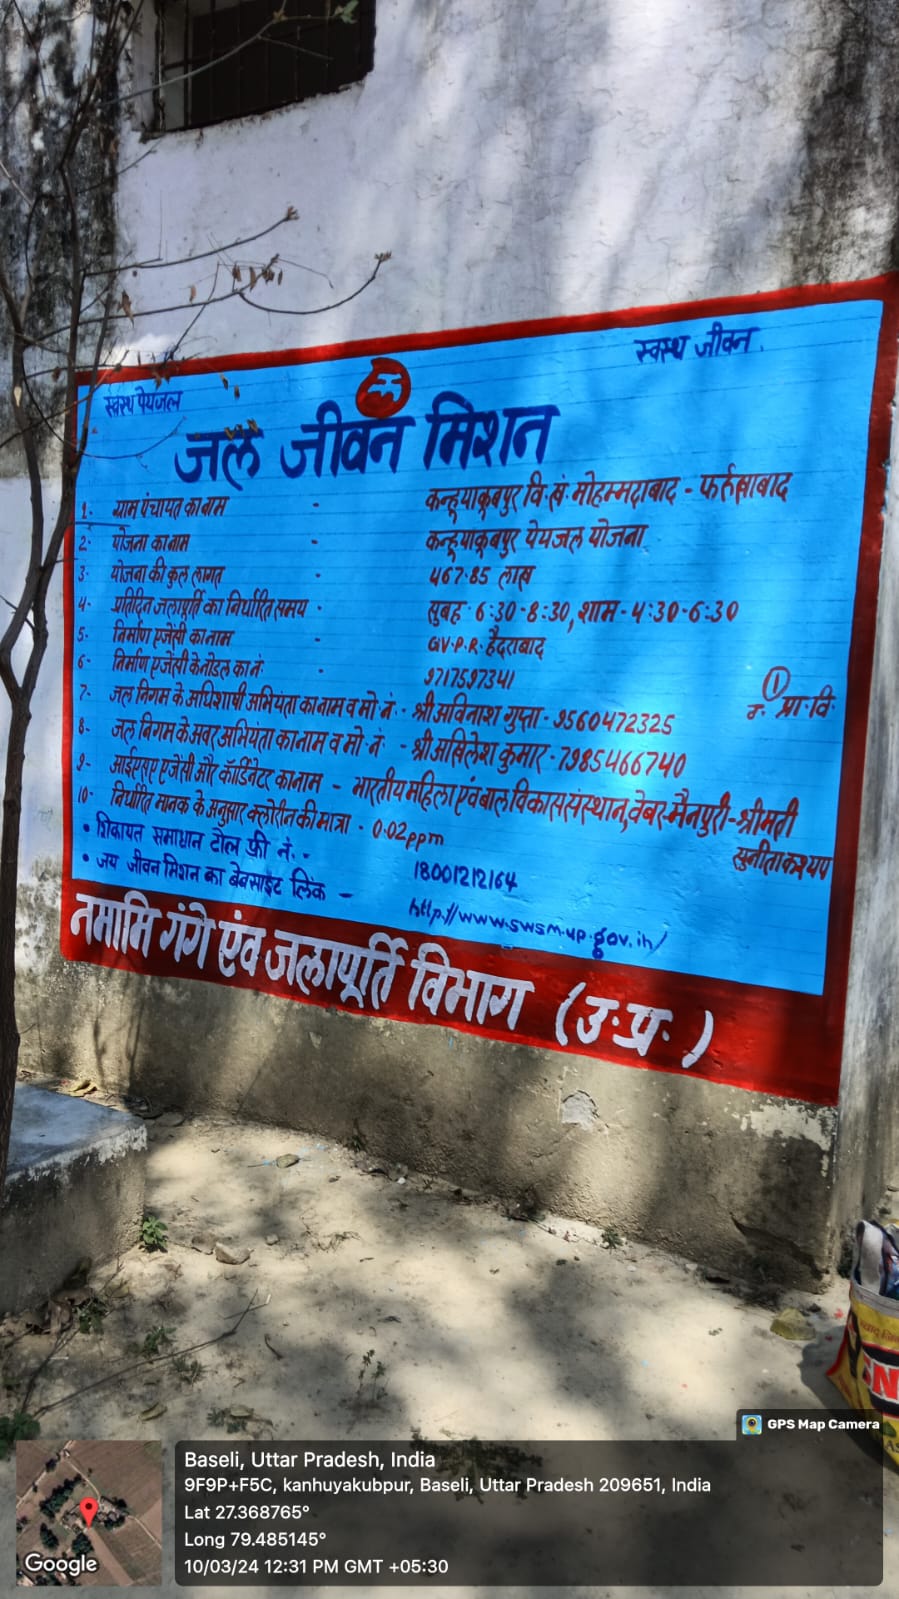 स्वस्थ पेयजल
स्वस्थ जीवन.
जल जीवन मिशन
1- ग्राम पंचायत का नाम - कन्हूयाकूबपुर वि.खं. मोहम्मदाबाद - फर्रुखाबाद
2- योजना का नाम - कन्हूयाकूबपुर पेयजल योजना
3- योजना की कुल लागत - 467.85 लाख
4- प्रतिदिन जलापूर्ति का निर्धारित समय - सुबह - 6:30-8:30, शाम - 4:30-6:30
5- निर्माण एजेंसी का नाम - G.V.P.R. हैदराबाद
6- निर्माण एजेंसी के नोडल का नं. - 9717597341
7- जल निगम के अधिशाषी अभियंता का नाम व मो. नं. - श्री अविनाश गुप्ता - 9560472325
8- जल निगम के अवर अभियंता का नाम व मो. नं. - श्री अखिलेश कुमार - 7985466740
9- आईएसए एजेंसी और कॉर्डिनेटर का नाम - भारतीय महिला एवं बाल विकास संस्थान, वेबर-मैनपुरी - श्रीमती सुनीता कश्यप
10- निर्धारित मानक के अनुसार क्लोरीन की मात्रा - 0.02ppm
① प्रा. वि.
• शिकायत समाधान टोल फ्री नं. - 18001212164
• जय जीवन मिशन का बेबसाइट लिंक - http://www.swsm.up.gov.in/
नमामि गंगे एंव जलापूर्ति विभाग (उ.प्र.)
GPS Map Camera
Baseli, Uttar Pradesh, India
9F9P+F5C, kanhuyakubpur, Baseli, Uttar Pradesh 209651, India
Lat 27.368765°
Long 79.485145°
10/03/24 12:31 PM GMT +05:30
Google